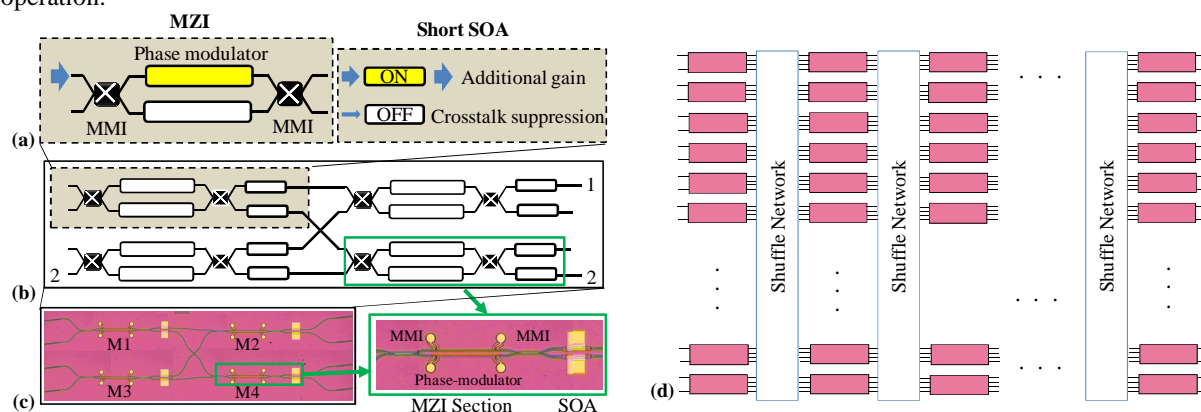 operation.
MZI
Short SOA
Phase modulator
ON
Additional gain
OFF
Crosstalk suppression
MMI
MMI
(a)
1
2
2
(b)
M1
M2
M3
M4
(c)
MMI
MMI
Phase-modulator
MZI Section
SOA
Shuffle Network
Shuffle Network
. . .
Shuffle Network
. . .
(d)